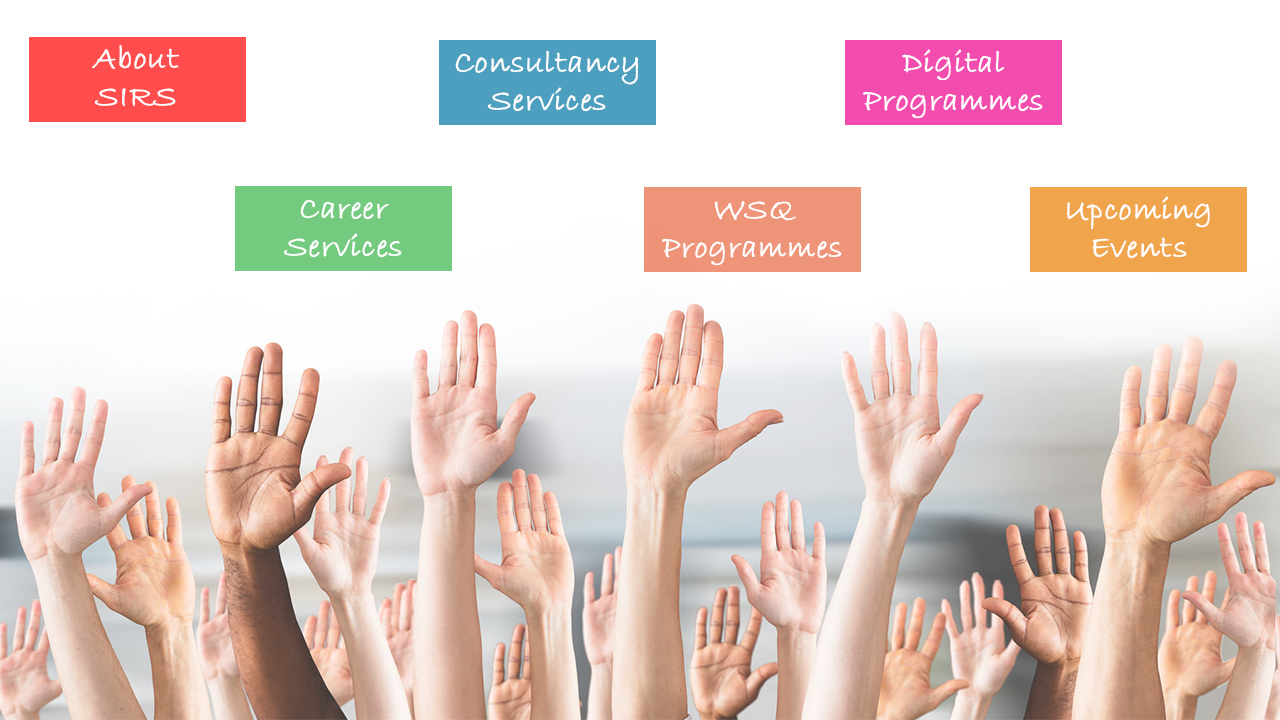 About
SIRS
Consultancy
Services
Digital
Programmes
Career
Services
WSQ
Programmes
Upcoming
Events